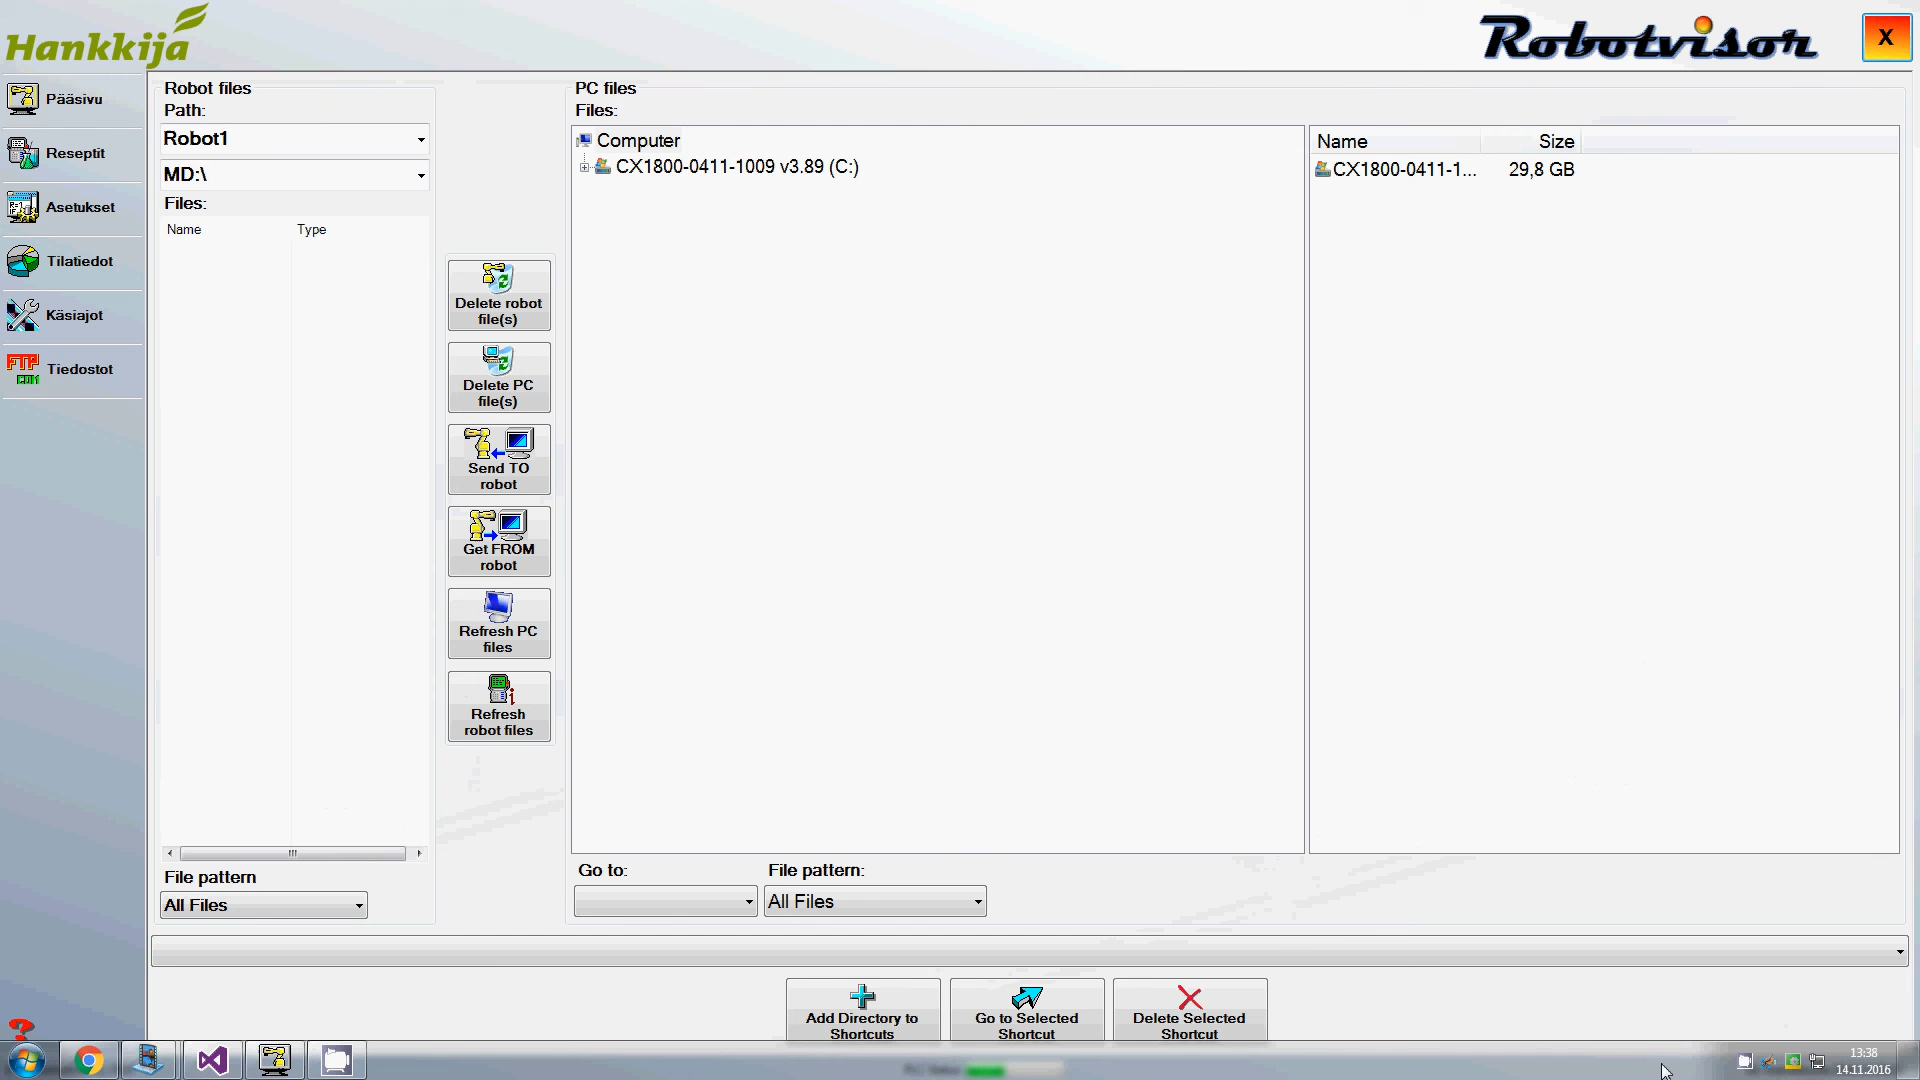 Hankkija
Robotvisor
X
Pääsivu
Reseptit
Asetukset
Tilatiedot
Käsiajot
FTP
COM
Tiedostot
Robot files
Path:
Robot1
MD:\
Files:
Name Type
File pattern
All Files
Delete robot
file(s)
Delete PC
file(s)
Send TO
robot
Get FROM
robot
Refresh PC
files
Refresh
robot files
PC files
Files:
Computer
CX1800-0411-1009 v3.89 (C:)
Name Size
CX1800-0411-1... 29,8 GB
Go to:
File pattern:
All Files
Add Directory to
Shortcuts
Go to Selected
Shortcut
Delete Selected
Shortcut
13:38
14.11.2016